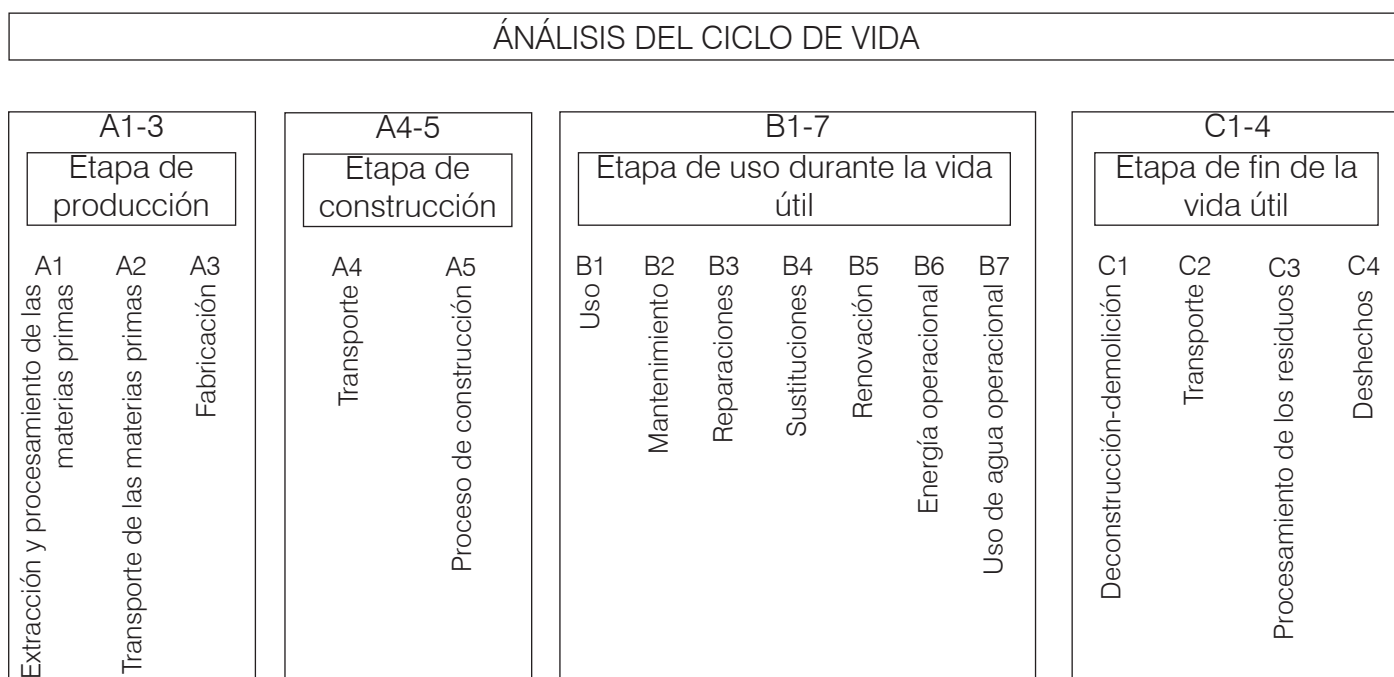 ÁNÁLISIS DEL CICLO DE VIDA
A1-3
Etapa de
producción
A1
Extracción y procesamiento de las
materias primas
A2
Transporte de las materias primas
A3
Fabricación
A4-5
Etapa de
construcción
A4
Transporte
A5
Proceso de construcción
B1-7
Etapa de uso durante la vida
útil
B1
Uso
B2
Mantenimiento
B3
Reparaciones
B4
Sustituciones
B5
Renovación
B6
Energía operacional
B7
Uso de agua operacional
C1-4
Etapa de fin de la
vida útil
C1
Deconstrucción-demolición
C2
Transporte
C3
Procesamiento de los residuos
C4
Deshechos